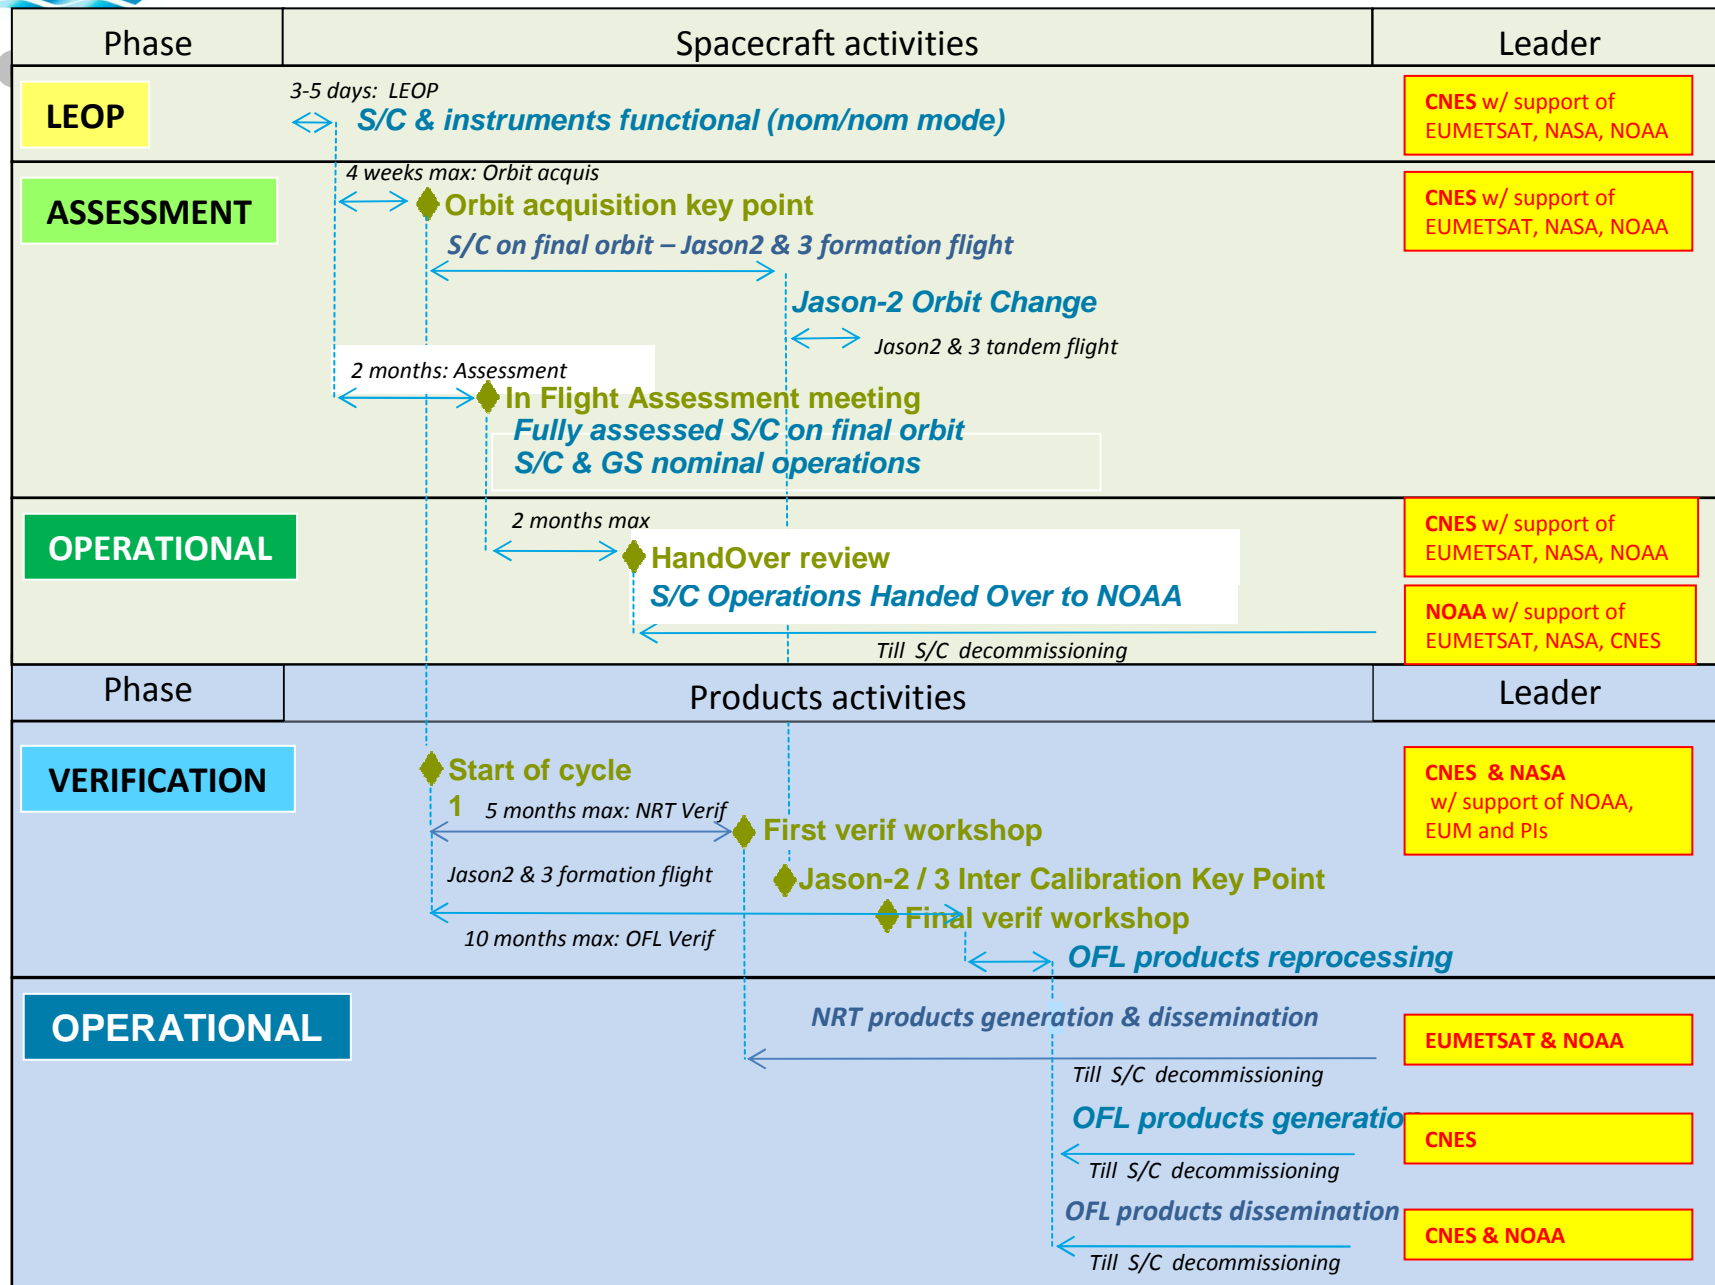 Phase
Spacecraft activities
Leader
LEOP
3-5 days: LEOP
S/C & instruments functional (nom/nom mode)
CNES w/ support of
EUMETSAT, NASA, NOAA
ASSESSMENT
4 weeks max: Orbit acquis
Orbit acquisition key point
S/C on final orbit – Jason2 & 3 formation flight
CNES w/ support of
EUMETSAT, NASA, NOAA
Jason-2 Orbit Change
Jason2 & 3 tandem flight
2 months: Assessment
In Flight Assessment meeting
Fully assessed S/C on final orbit
S/C & GS nominal operations
OPERATIONAL
2 months max
HandOver review
S/C Operations Handed Over to NOAA
Till S/C decommissioning
CNES w/ support of
EUMETSAT, NASA, NOAA
NOAA w/ support of
EUMETSAT, NASA, CNES
Phase
Products activities
Leader
VERIFICATION
Start of cycle
1
5 months max: NRT Verif
First verif workshop
CNES & NASA
w/ support of NOAA,
EUM and PIs
Jason2 & 3 formation flight
Jason-2 / 3 Inter Calibration Key Point
Final verif workshop
10 months max: OFL Verif
OFL products reprocessing
OPERATIONAL
NRT products generation & dissemination
Till S/C decommissioning
EUMETSAT & NOAA
OFL products generatio
Till S/C decommissioning
CNES
OFL products dissemination
Till S/C decommissioning
CNES & NOAA